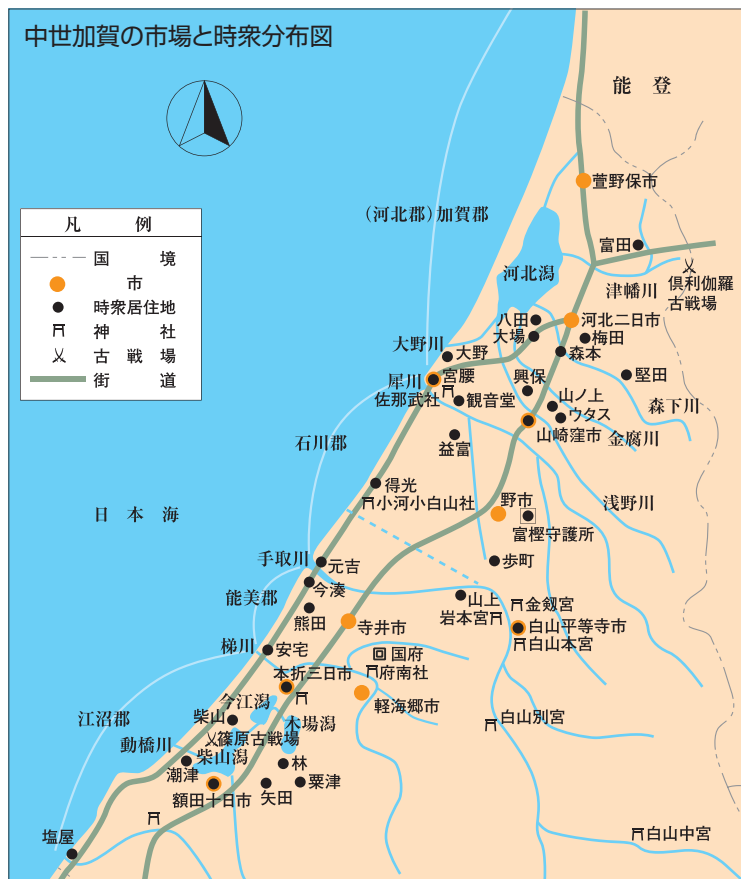 中世加賀の市場と時衆分布図
能 登
萱野保市
(河北郡)加賀郡
凡 例
国 境
市
時衆居住地
神 社
古 戦 場
街 道
富田
河北潟
津幡川
倶利伽羅
古戦場
八田
河北二日市
大場
梅田
大野川
大野
森本
犀川
宮腰
興保
堅田
佐那武社
観音堂
山ノ上
ウタス
森下川
石川郡
益富
山崎窪市
金腐川
得光
小河小白山社
野市
浅野川
日 本 海
富樫守護所
手取川
元吉
歩町
能美郡
今湊
熊田
山上
金剱宮
岩本宮
寺井市
白山平等寺市
白山本宮
梯川
安宅
国府
府南社
本折三日市
今江潟
軽海郷市
江沼郡
柴山
木場潟
白山別宮
動橋川
篠原古戦場
柴山潟
潮津
林
額田十日市
矢田
粟津
塩屋
白山中宮